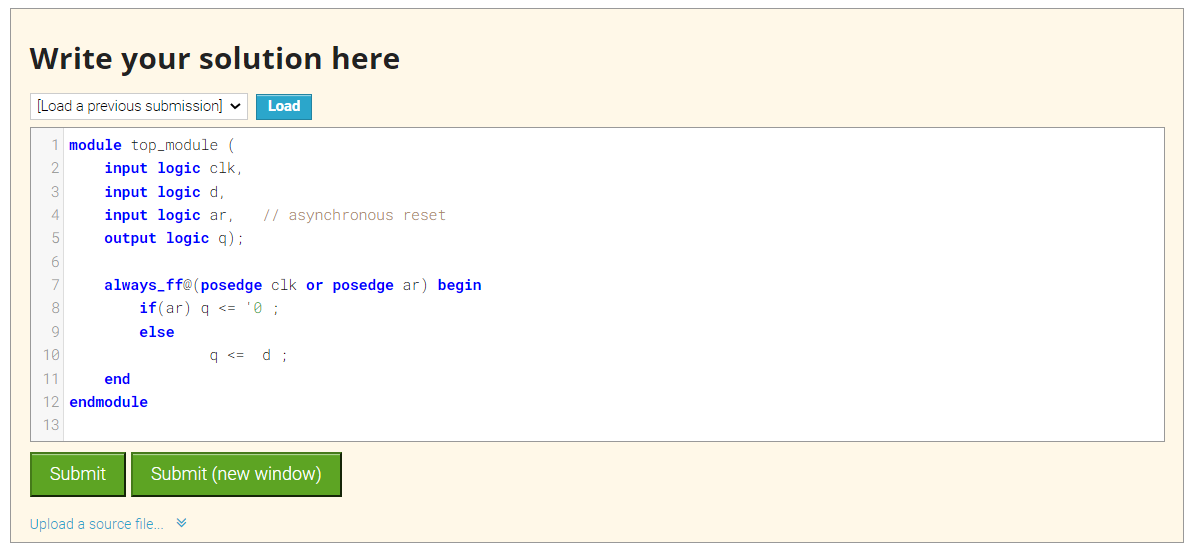 Write your solution here
[Load a previous submission] Load
1 module top_module (
2     input logic clk,
3     input logic d,
4     input logic ar,   // asynchronous reset
5     output logic q);
6
7     always_ff@(posedge clk or posedge ar) begin
8         if(ar) q <= '0 ;
9         else
10                 q <=  d ;
11     end
12 endmodule
13
Submit Submit (new window)
Upload a source file...